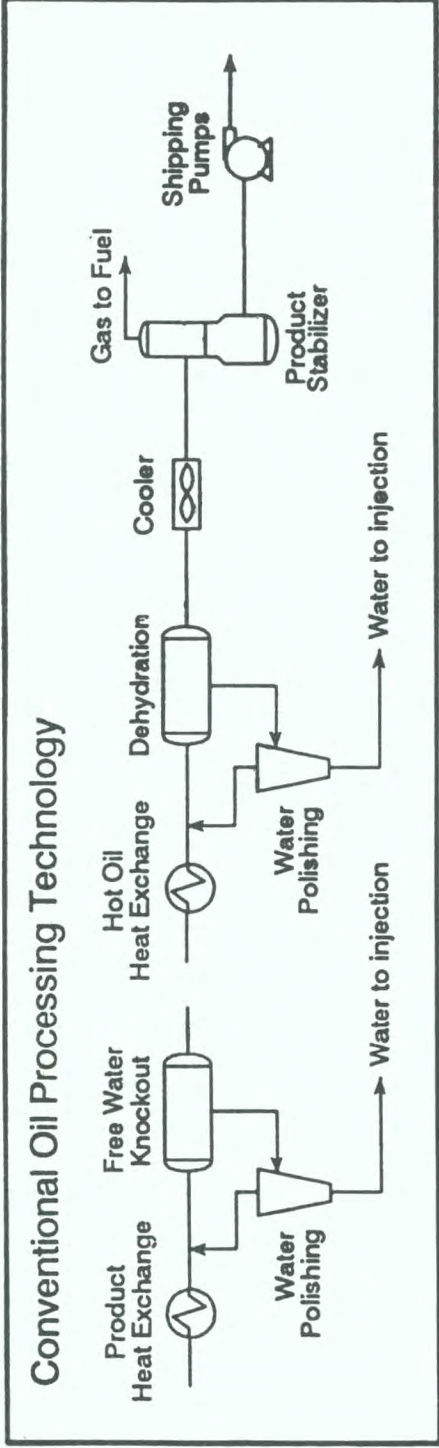 Conventional Oil Processing Technology
Product
Heat Exchange
Free Water
Knockout
Water
Polishing
Water to injection
Hot Oil
Heat Exchange
Dehydration
Water
Polishing
Water to injection
Cooler
Gas to Fuel
Product
Stabilizer
Shipping
Pumps